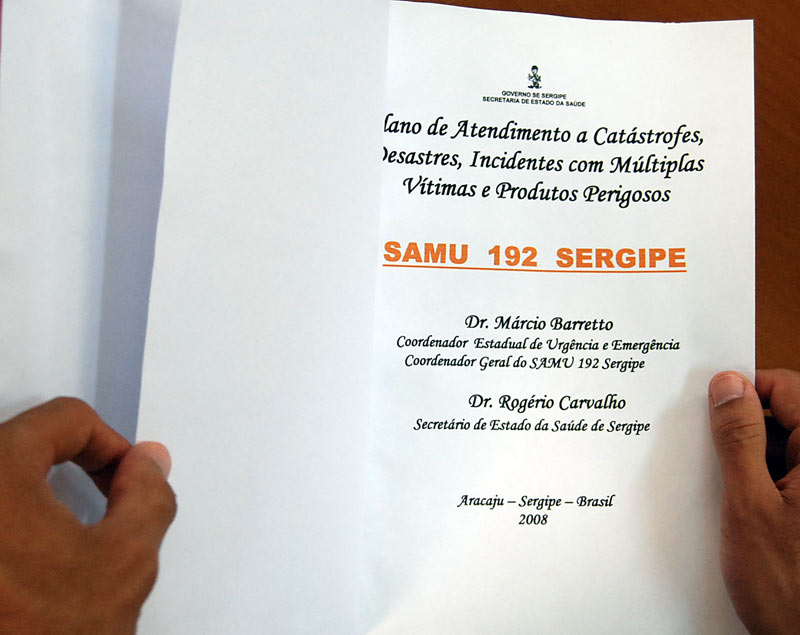 GOVERNO SE SERGIPE
SECRETARIA DE ESTADO DA SAÚDE
lano de Atendimento a Catástrofes,
Desastres, Incidentes com Múltiplas
Vítimas e Produtos Perigosos
SAMU 192 SERGIPE
Dr. Márcio Barretto
Coordenador Estadual de Urgência e Emergência
Coordenador Geral do SAMU 192 Sergipe
Dr. Rogério Carvalho
Secretário de Estado da Saúde de Sergipe
Aracaju – Sergipe – Brasil
2008